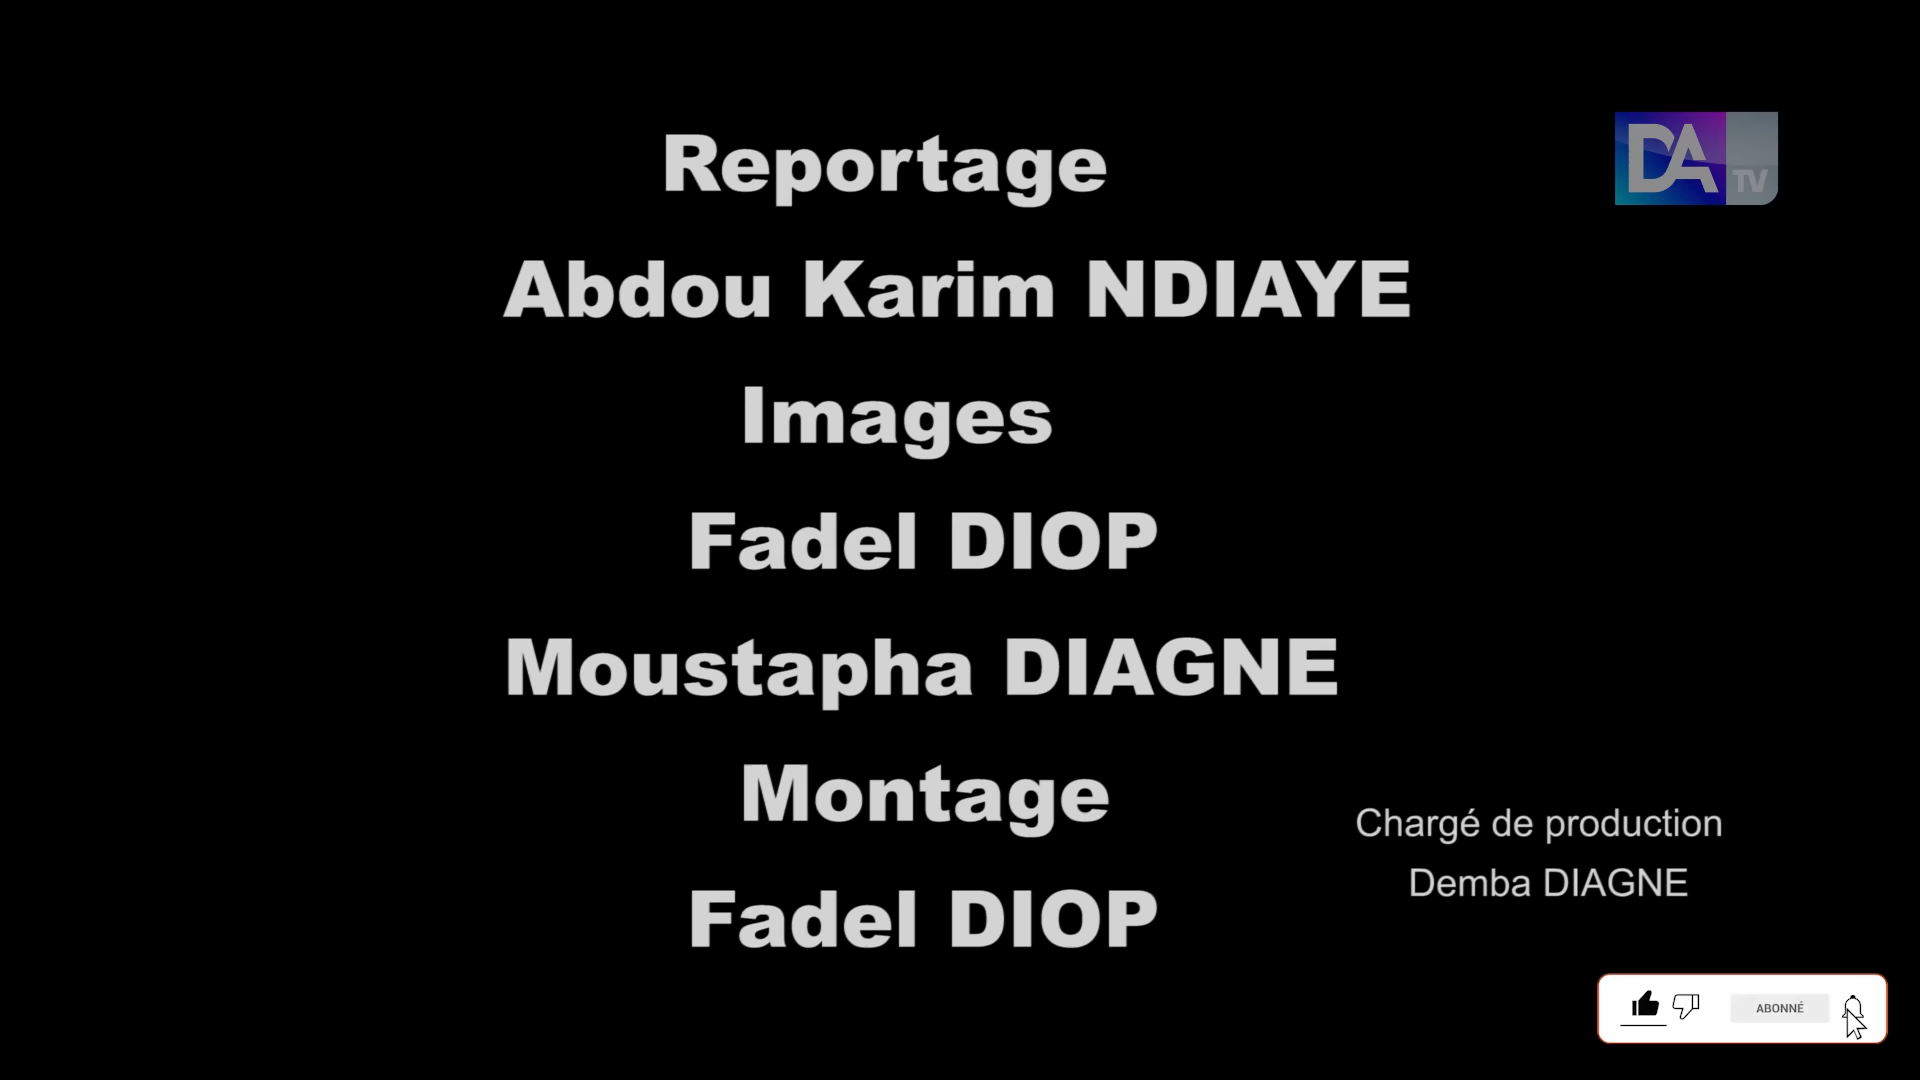 Reportage
DA TV
Abdou Karim NDIAYE
Images
Fadel DIOP
Moustapha DIAGNE
Montage
Fadel DIOP
Chargé de production
Demba DIAGNE
ABONNÉ